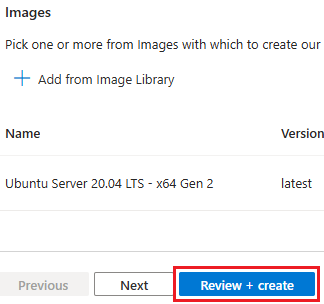 Images
Pick one or more from Images with which to create our
Add from Image Library
Name Version
Ubuntu Server 20.04 LTS - x64 Gen 2 latest
Previous Next Review + create